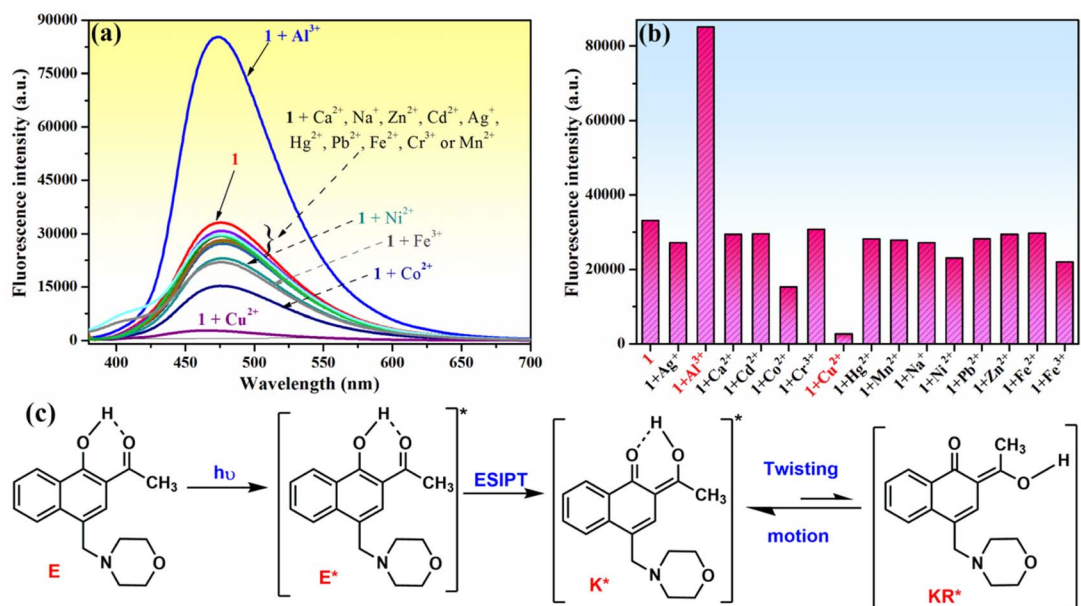 (a)
Fluorescence intensity (a.u.)
90000
75000
60000
45000
30000
15000
0
400 450 500 550 600 650 700
Wavelength (nm)
1 + Al³⁺
1 + Ca²⁺, Na⁺, Zn²⁺, Cd²⁺, Ag⁺,
Hg²⁺, Pb²⁺, Fe²⁺, Cr³⁺ or Mn²⁺
1
1 + Ni²⁺
1 + Fe³⁺
1 + Co²⁺
1 + Cu²⁺
(b)
Fluorescence intensity (a.u.)
80000
60000
40000
20000
0
1
1+Ag⁺
1+Al³⁺
1+Ca²⁺
1+Cd²⁺
1+Co²⁺
1+Cr³⁺
1+Cu²⁺
1+Hg²⁺
1+Mn²⁺
1+Na⁺
1+Ni²⁺
1+Pb²⁺
1+Zn²⁺
1+Fe²⁺
1+Fe³⁺
(c)
H
O O
CH₃
N
O
E
hυ
H
O O
CH₃
N
O
*
E*
ESIPT
H
O O
CH₃
N
O
*
K*
Twisting
motion
O CH₃
O H
N
O
*
KR*